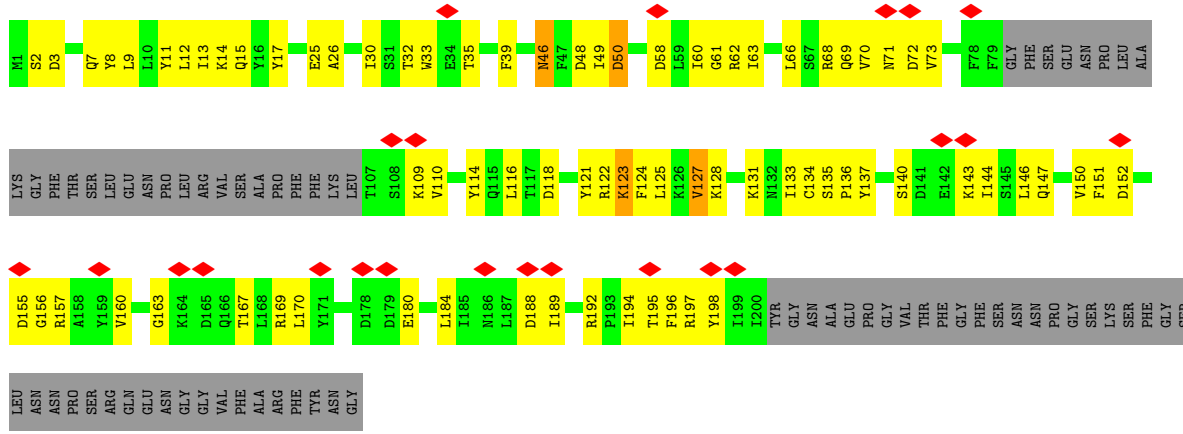 M1 S2 D3 Q7 Y8 L9 L10 Y11 L12 I13 K14 Q15 Y16 Y17 E25 A26 I30 S31 T32 W33 E34 T35 F39 N46 F47 D48 I49 D50 D58 L59 I60 G61 R62 I63 L66 S67 R68 Q69 V70 N71 D72 V73 F78 F79 GLY PHE SER GLU ASN PRO LEU ALA
LYS GLY PHE THR SER LEU GLU ASN PRO LEU ARG VAL SER ALA PRO PHE PHE LYS LEU T107 S108 K109 V110 Y114 Q115 L116 T117 D118 Y121 R122 K123 F124 L125 K126 V127 K128 K131 N132 I133 C134 S135 P136 Y137 S140 D141 E142 K143 I144 S145 L146 Q147 V150 F151 D152
D155 G156 R157 A158 Y159 V160 G163 K164 D165 Q166 T167 L168 R169 L170 Y171 D178 D179 E180 L184 I185 N186 L187 D188 I189 R192 P193 I194 T195 F196 R197 Y198 I199 I200 TYR GLY ASN ALA GLU PRO GLY VAL THR PHE GLY PHE SER ASN ASN PRO GLY SER LYS SER PHE GLY SER
LEU ASN ASN PRO SER ARG GLN GLU ASN GLY GLY VAL PHE ALA ARG PHE TYR ASN GLY